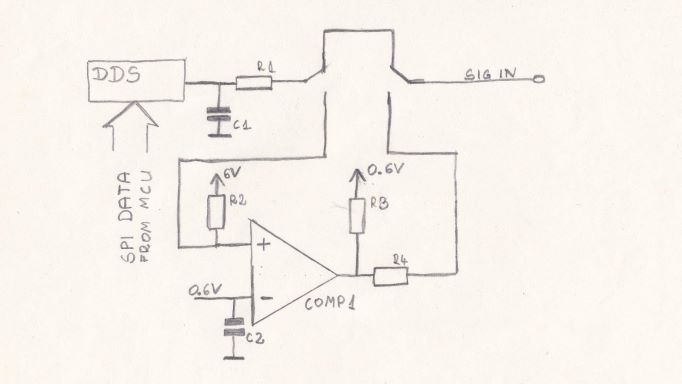 DDS
R1
SIG IN
C1
SPI DATA
FROM MCU
6V
0.6V
R2
R3
+
R4
0.6V
-
COMP1
C2